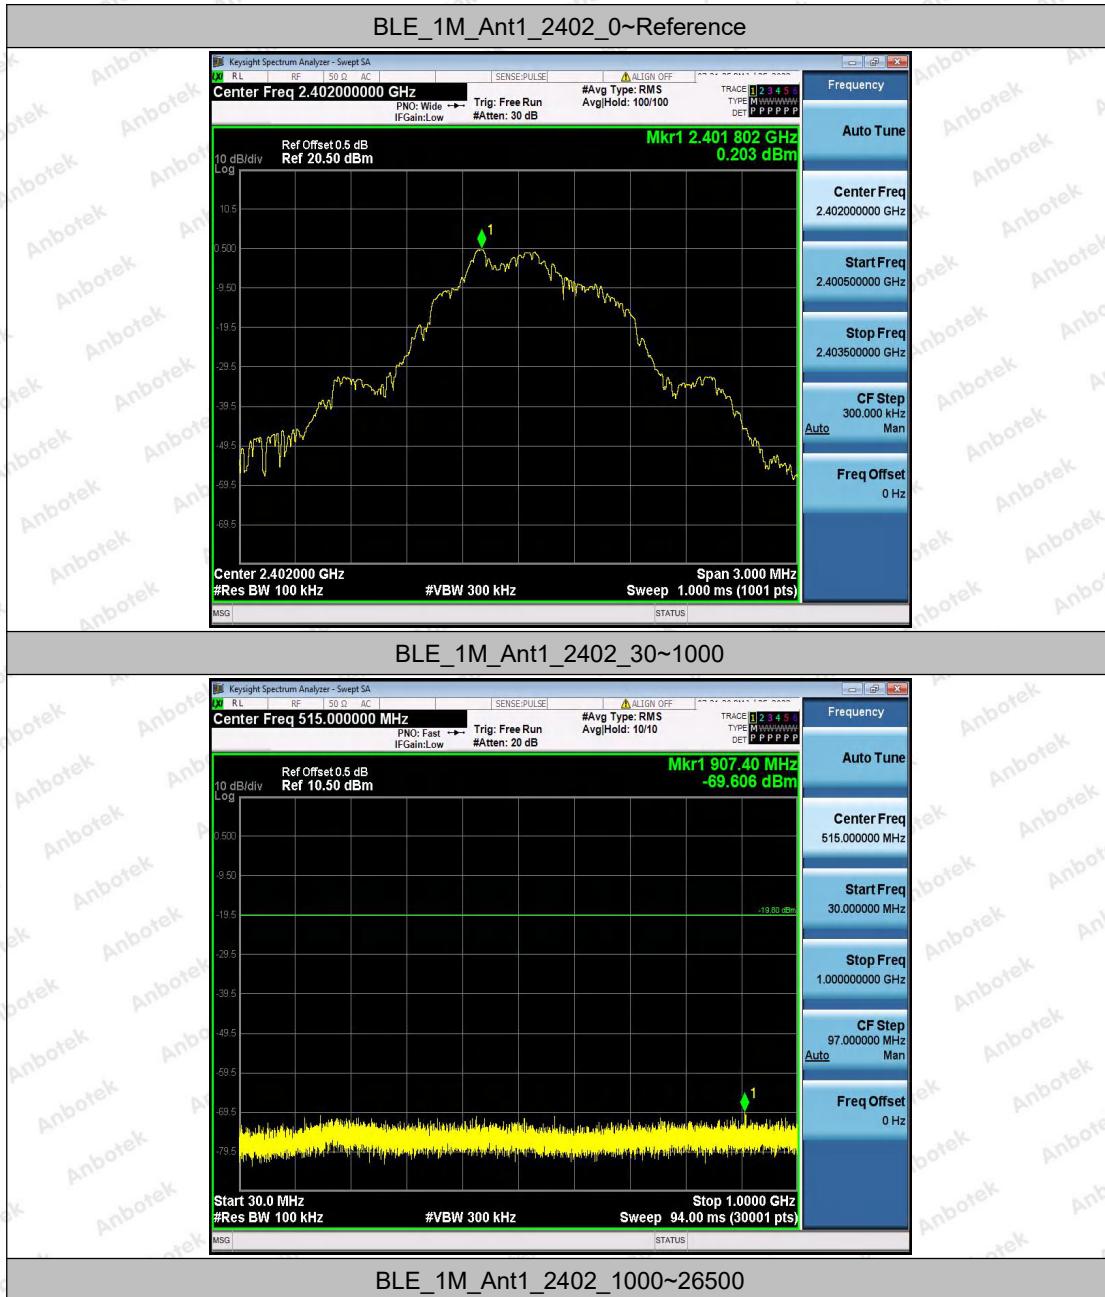 BLE_1M_Ant1_2402_0~Reference
Keysight Spectrum Analyzer - Swept SA
RL RF 50 Ω AC SENSE:PULSE ALIGN OFF
Center Freq 2.402000000 GHz
PNO: Wide
IFGain:Low
Trig: Free Run
#Atten: 30 dB
#Avg Type: RMS
Avg|Hold: 100/100
TRACE 1 2 3 4 5 6
TYPE M WWWWW
DET P P P P P P
Frequency
Auto Tune
Center Freq
2.402000000 GHz
Start Freq
2.400500000 GHz
Stop Freq
2.403500000 GHz
CF Step
300.000 kHz
Auto Man
Freq Offset
0 Hz
Mkr1 2.401 802 GHz
0.203 dBm
Ref Offset 0.5 dB
10 dB/div Ref 20.50 dBm
Log
10.5
1
0.500
-9.50
-19.5
-29.5
-39.5
-49.5
-59.5
-69.5
Center 2.402000 GHz Span 3.000 MHz
#Res BW 100 kHz #VBW 300 kHz Sweep 1.000 ms (1001 pts)
MSG STATUS
BLE_1M_Ant1_2402_30~1000
Keysight Spectrum Analyzer - Swept SA
RL RF 50 Ω AC SENSE:PULSE ALIGN OFF
Center Freq 515.000000 MHz
PNO: Fast
IFGain:Low
Trig: Free Run
#Atten: 20 dB
#Avg Type: RMS
Avg|Hold: 10/10
TRACE 1 2 3 4 5 6
TYPE M WWWWW
DET P P P P P P
Frequency
Auto Tune
Center Freq
515.000000 MHz
Start Freq
30.000000 MHz
Stop Freq
1.000000000 GHz
CF Step
97.000000 MHz
Auto Man
Freq Offset
0 Hz
Mkr1 907.40 MHz
-69.606 dBm
Ref Offset 0.5 dB
10 dB/div Ref 10.50 dBm
Log
0.500
-9.50
-19.5
-19.80 dBm
-29.5
-39.5
-49.5
-59.5
1
-69.5
-79.5
Start 30.0 MHz Stop 1.0000 GHz
#Res BW 100 kHz #VBW 300 kHz Sweep 94.00 ms (30001 pts)
MSG STATUS
BLE_1M_Ant1_2402_1000~26500